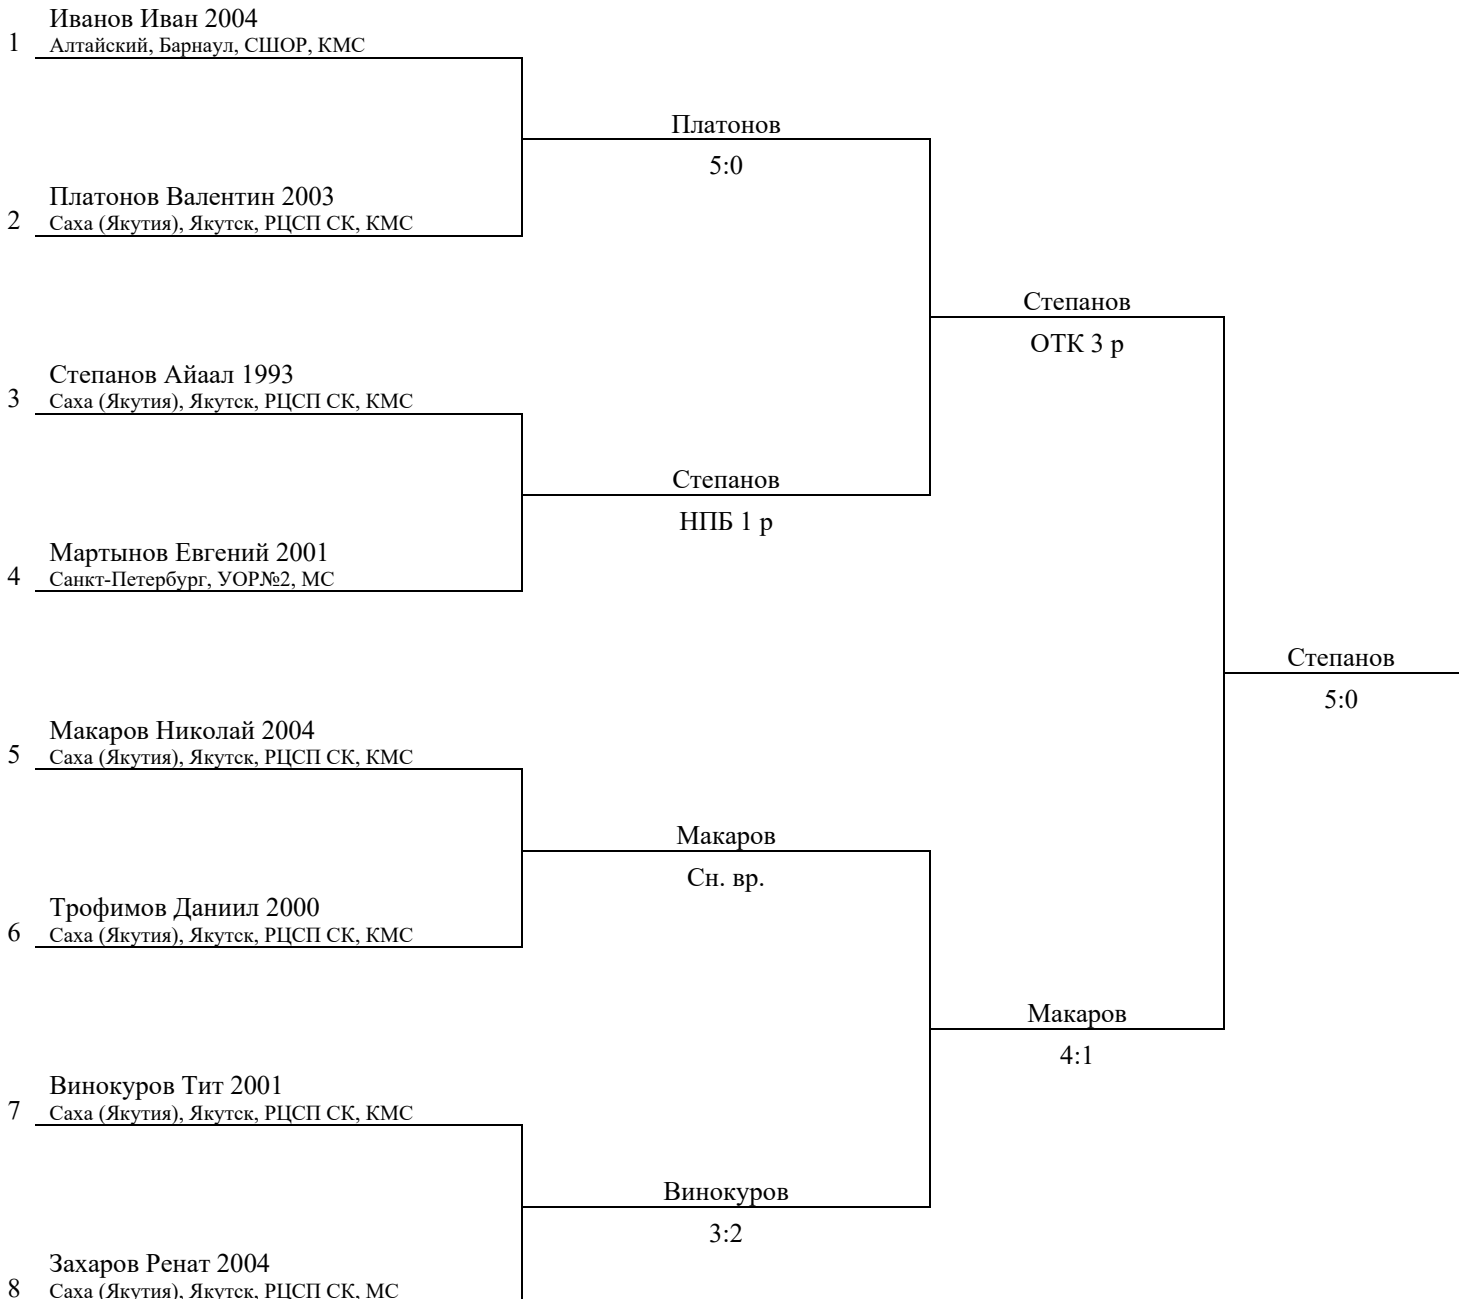 Иванов Иван 2004
1
Алтайский, Барнаул, СШОР, КМС
Платонов
5:0
Платонов Валентин 2003
2
Саха (Якутия), Якутск, РЦСП СК, КМС
Степанов
ОТК 3 р
Степанов Айаал 1993
3
Саха (Якутия), Якутск, РЦСП СК, КМС
Степанов
НПБ 1 р
Мартынов Евгений 2001
4
Санкт-Петербург, УОР№2, МС
Степанов
5:0
Макаров Николай 2004
5
Саха (Якутия), Якутск, РЦСП СК, КМС
Макаров
Сн. вр.
Трофимов Даниил 2000
6
Саха (Якутия), Якутск, РЦСП СК, КМС
Макаров
4:1
Винокуров Тит 2001
7
Саха (Якутия), Якутск, РЦСП СК, КМС
Винокуров
3:2
Захаров Ренат 2004
8
Саха (Якутия), Якутск, РЦСП СК, МС